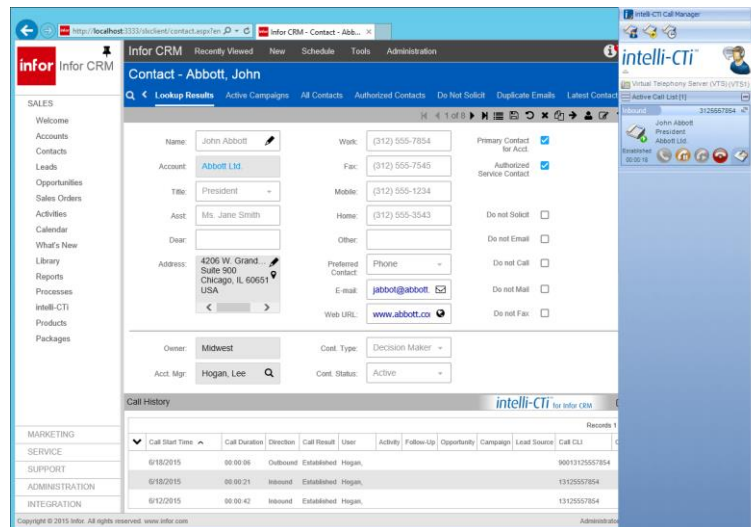 http://localhost:3333/slxclient/contact.aspx?en
Infor CRM - Contact - Abb...
infor Infor CRM
Infor CRM Recently Viewed New Schedule Tools Administration
Contact - Abbott, John
Lookup Results Active Campaigns All Contacts Authorized Contacts Do Not Solicit Duplicate Emails Latest Contact
1 of 8
SALES
Welcome
Accounts
Contacts
Leads
Opportunities
Sales Orders
Activities
Calendar
What's New
Library
Reports
Processes
intelli-CTi
Products
Packages
MARKETING
SERVICE
SUPPORT
ADMINISTRATION
INTEGRATION
Name: John Abbott
Account: Abbott Ltd.
Title: President
Asst: Ms. Jane Smith
Dear:
Address: 4206 W. Grand...
Suite 900
Chicago, IL 60651
USA
Work: (312) 555-7854
Fax: (312) 555-7545
Mobile: (312) 555-1234
Home: (312) 555-3543
Other:
Preferred Contact: Phone
E-mail: jabbot@abbott.
Web URL: www.abbott.co
Primary Contact
for Acct.
Authorized
Service Contact
Do not Solicit
Do not Email
Do not Call
Do not Mail
Do not Fax
Owner: Midwest
Acct. Mgr: Hogan, Lee
Cont. Type: Decision Maker
Cont. Status: Active
Call History
intelli-CTi for Infor CRM
Records 1
Call Start Time Call Duration Direction Call Result User Activity Follow-Up Opportunity Campaign Lead Source Call CLI
6/18/2015 00:00:06 Outbound Established Hogan, 90013125557854
6/18/2015 00:00:21 Inbound Established Hogan, 13125557854
6/12/2015 00:00:42 Inbound Established Hogan, 13125557854
Copyright © 2015 Infor. All rights reserved. www.infor.com
Administrator
intelli-CTi Call Manager
intelli-CTi
Virtual Telephony Server (VTS) (VTS1)
Active Call List [1]
Inbound 3125557854
John Abbott
President
Abbott Ltd.
Established
00:00:18